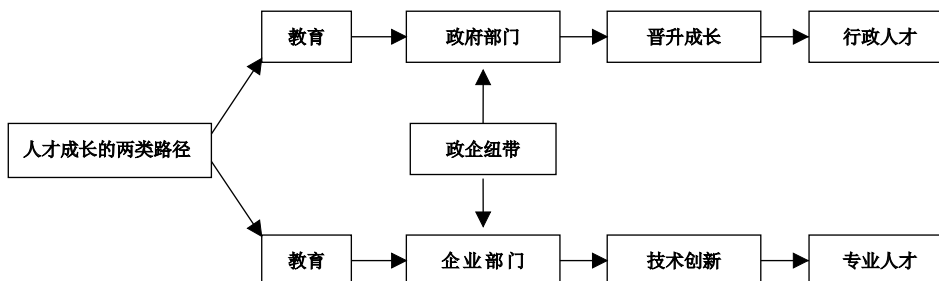 教育
政府部门
晋升成长
行政人才
人才成长的两类路径
政企纽带
教育
企业部门
技术创新
专业人才